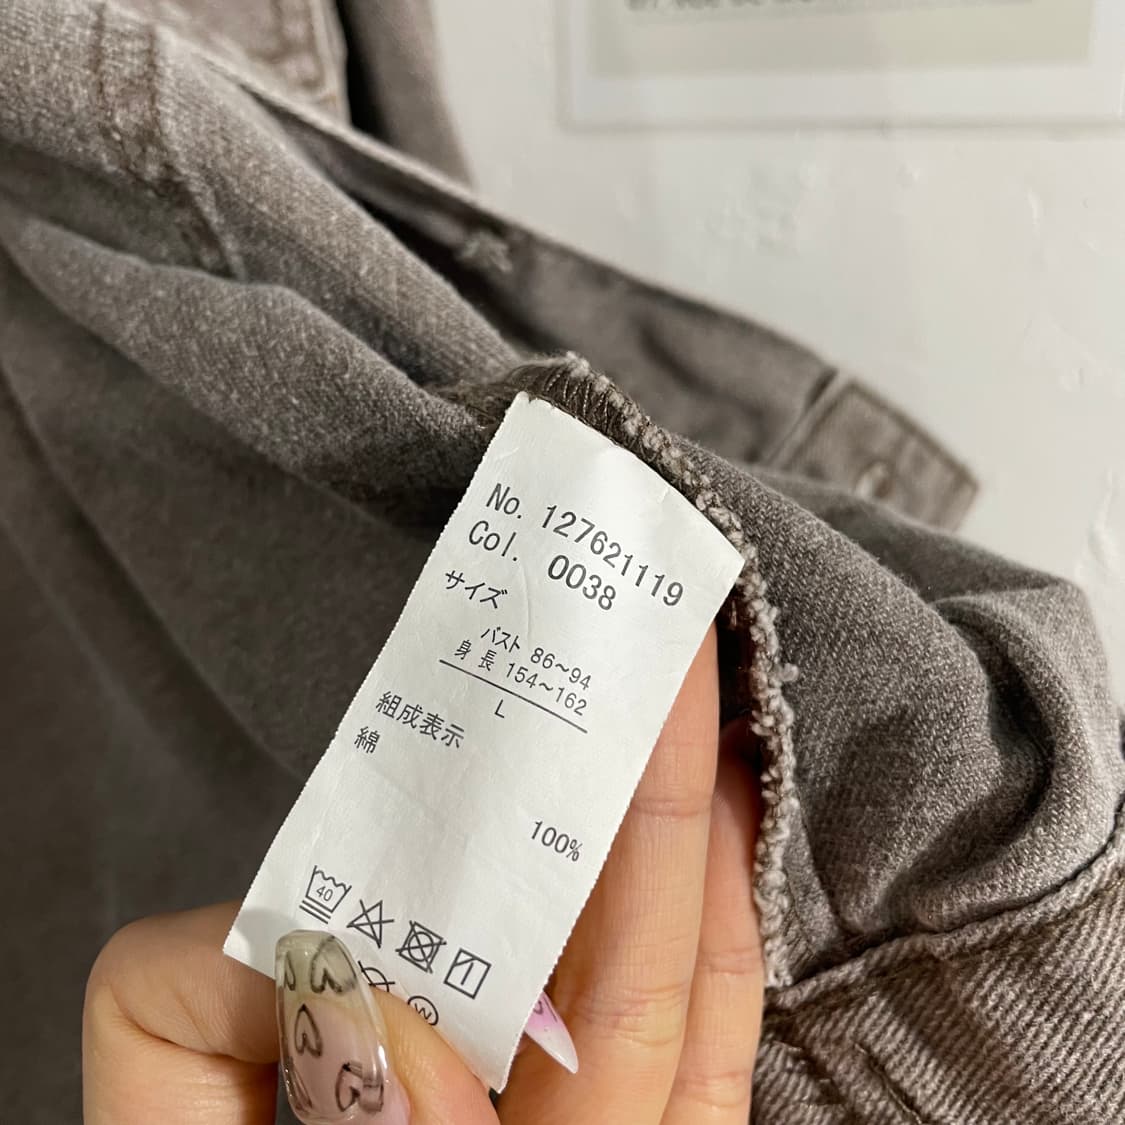 No. 127621119
Col. 0038
サイズ
バスト 86～94
身長 154～162
L
組成表示
綿
100%
40
W